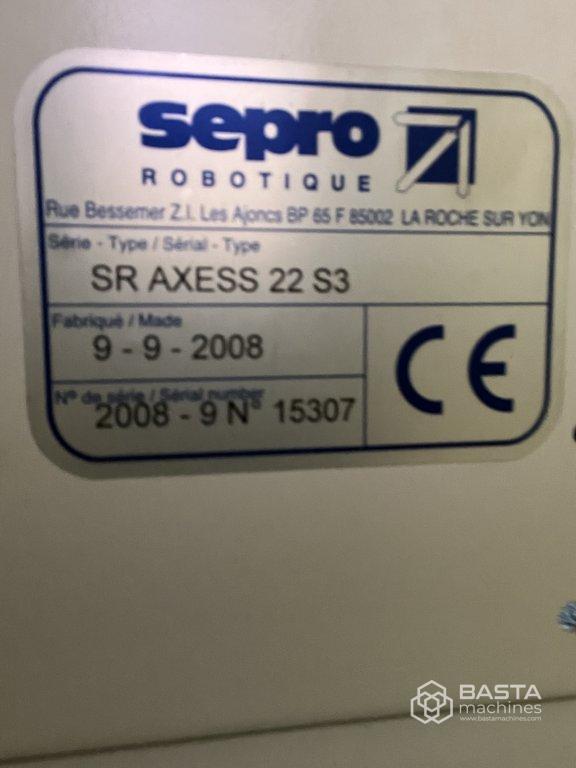 sepro
ROBOTIQUE
Rue Bessemer Z.I. Les Ajoncs BP 65 F 85002 LA ROCHE SUR YON
Série - Type / Sérial - Type
SR AXESS 22 S3
Fabriqué / Made
9 - 9 - 2008
CE
N° de série / Sérial number
2008 - 9 N° 15307
BASTA
machines
www.bastamachines.com